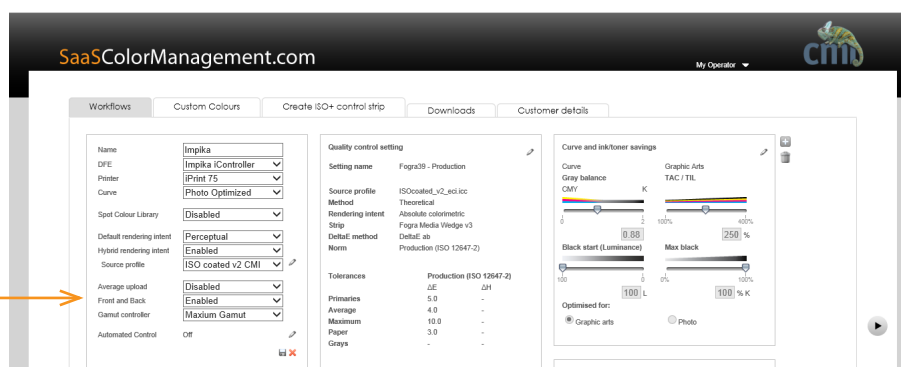 SaaSColorManagement.com
cmi
My Operator
Workflows
Custom Colours
Create ISO+ control strip
Downloads
Customer details
Name Impika
DFE Impika iController
Printer iPrint 75
Curve Photo Optimized
Spot Colour Library Disabled
Default rendering intent Perceptual
Hybrid rendering intent Enabled
Source profile ISO coated v2 CMI
Average upload Disabled
Front and Back Enabled
Gamut controller Maxium Gamut
Automated Control Off
Quality control setting
Setting name Fogra39 - Production
Source profile ISOcoated_v2_eci.icc
Method Theoretical
Rendering intent Absolute colorimetric
Strip Fogra Media Wedge v3
DeltaE method DeltaE ab
Norm Production (ISO 12647-2)
Tolerances Production (ISO 12647-2)
ΔE ΔH
Primaries 5.0 -
Average 4.0 -
Maximum 10.0 -
Paper 3.0 -
Grays - -
Curve and ink/toner savings
Curve Graphic Arts
Gray balance TAC / TIL
CMY K
0 2 100% 400%
0.88 250 %
Black start (Luminance) Max black
100 0 0% 100%
100 L 100 % K
Optimised for:
Graphic arts Photo